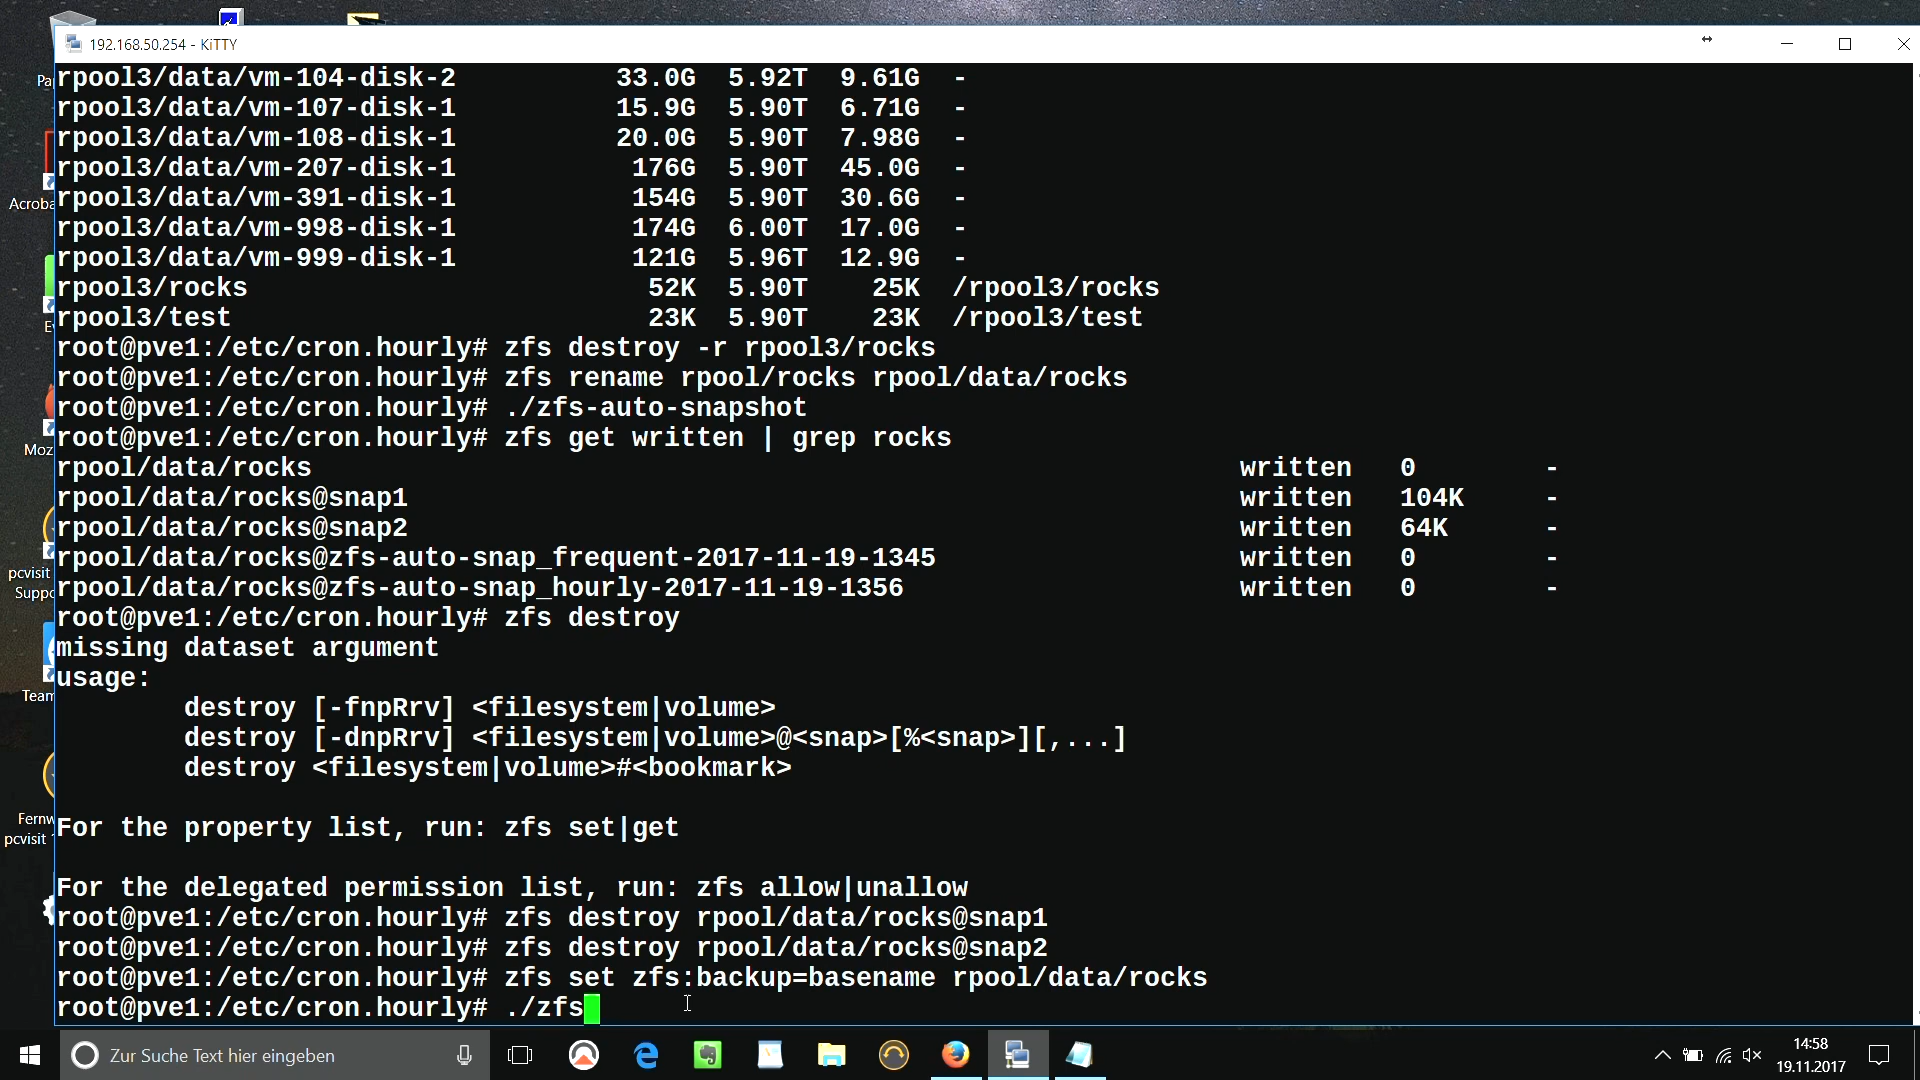 192.168.50.254 - KiTTY
rpool3/data/vm-104-disk-2 33.0G 5.92T 9.61G -
rpool3/data/vm-107-disk-1 15.9G 5.90T 6.71G -
rpool3/data/vm-108-disk-1 20.0G 5.90T 7.98G -
rpool3/data/vm-207-disk-1 176G 5.90T 45.0G -
rpool3/data/vm-391-disk-1 154G 5.90T 30.6G -
rpool3/data/vm-998-disk-1 174G 6.00T 17.0G -
rpool3/data/vm-999-disk-1 121G 5.96T 12.9G -
rpool3/rocks 52K 5.90T 25K /rpool3/rocks
rpool3/test 23K 5.90T 23K /rpool3/test
root@pve1:/etc/cron.hourly# zfs destroy -r rpool3/rocks
root@pve1:/etc/cron.hourly# zfs rename rpool/rocks rpool/data/rocks
root@pve1:/etc/cron.hourly# ./zfs-auto-snapshot
root@pve1:/etc/cron.hourly# zfs get written | grep rocks
rpool/data/rocks written 0 -
rpool/data/rocks@snap1 written 104K -
rpool/data/rocks@snap2 written 64K -
rpool/data/rocks@zfs-auto-snap_frequent-2017-11-19-1345 written 0 -
rpool/data/rocks@zfs-auto-snap_hourly-2017-11-19-1356 written 0 -
root@pve1:/etc/cron.hourly# zfs destroy
missing dataset argument
usage:
destroy [-fnpRrv] <filesystem|volume>
destroy [-dnpRrv] <filesystem|volume>@<snap>[%<snap>][,...]
destroy <filesystem|volume>#<bookmark>
For the property list, run: zfs set|get
For the delegated permission list, run: zfs allow|unallow
root@pve1:/etc/cron.hourly# zfs destroy rpool/data/rocks@snap1
root@pve1:/etc/cron.hourly# zfs destroy rpool/data/rocks@snap2
root@pve1:/etc/cron.hourly# zfs set zfs:backup=basename rpool/data/rocks
root@pve1:/etc/cron.hourly# ./zfs
Pa
Acroba
E
Moz
pcvisit
Suppo
Team
Fernw
pcvisit
Zur Suche Text hier eingeben
14:58
19.11.2017